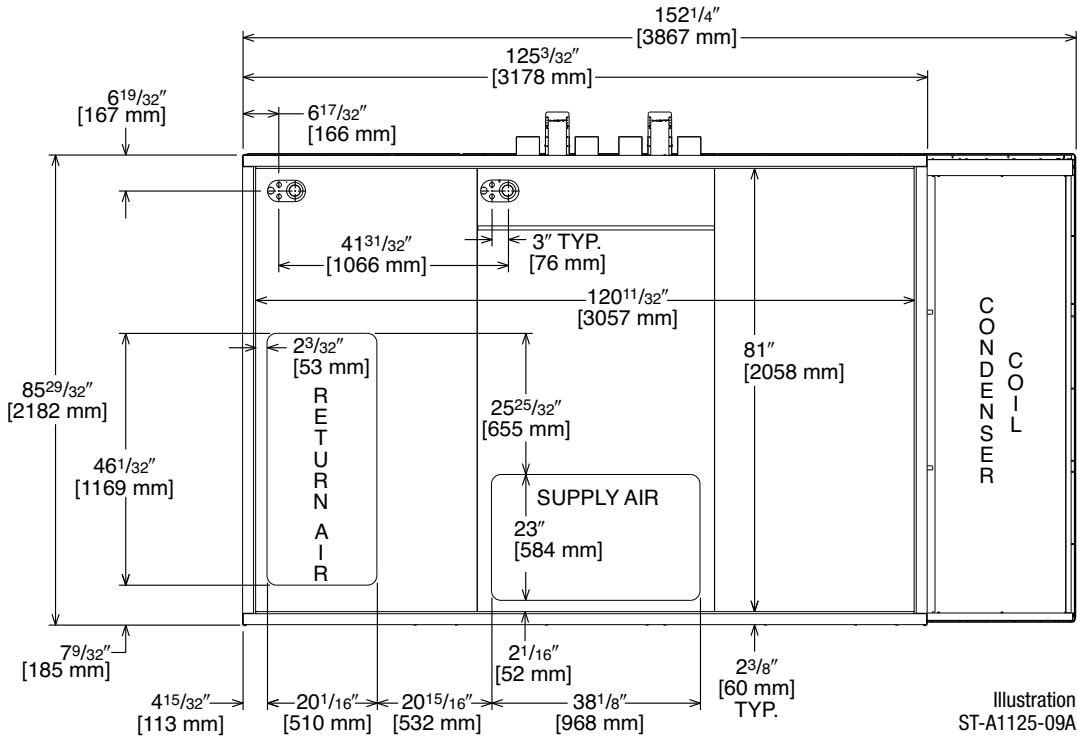 152 1/4″
[3867 mm]
125 3/32″
[3178 mm]
6 19/32″
[167 mm]
6 17/32″
[166 mm]
41 31/32″
[1066 mm]
3″ TYP.
[76 mm]
120 11/32″
[3057 mm]
2 3/32″
[53 mm]
81″
[2058 mm]
85 29/32″
[2182 mm]
25 25/32″
[655 mm]
46 1/32″
[1169 mm]
RETURN AIR
SUPPLY AIR
23″
[584 mm]
CONDENSER
COIL
7 9/32″
[185 mm]
2 1/16″
[52 mm]
2 3/8″
[60 mm]
TYP.
4 15/32″
[113 mm]
20 1/16″
[510 mm]
20 15/16″
[532 mm]
38 1/8″
[968 mm]
Illustration
ST-A1125-09A